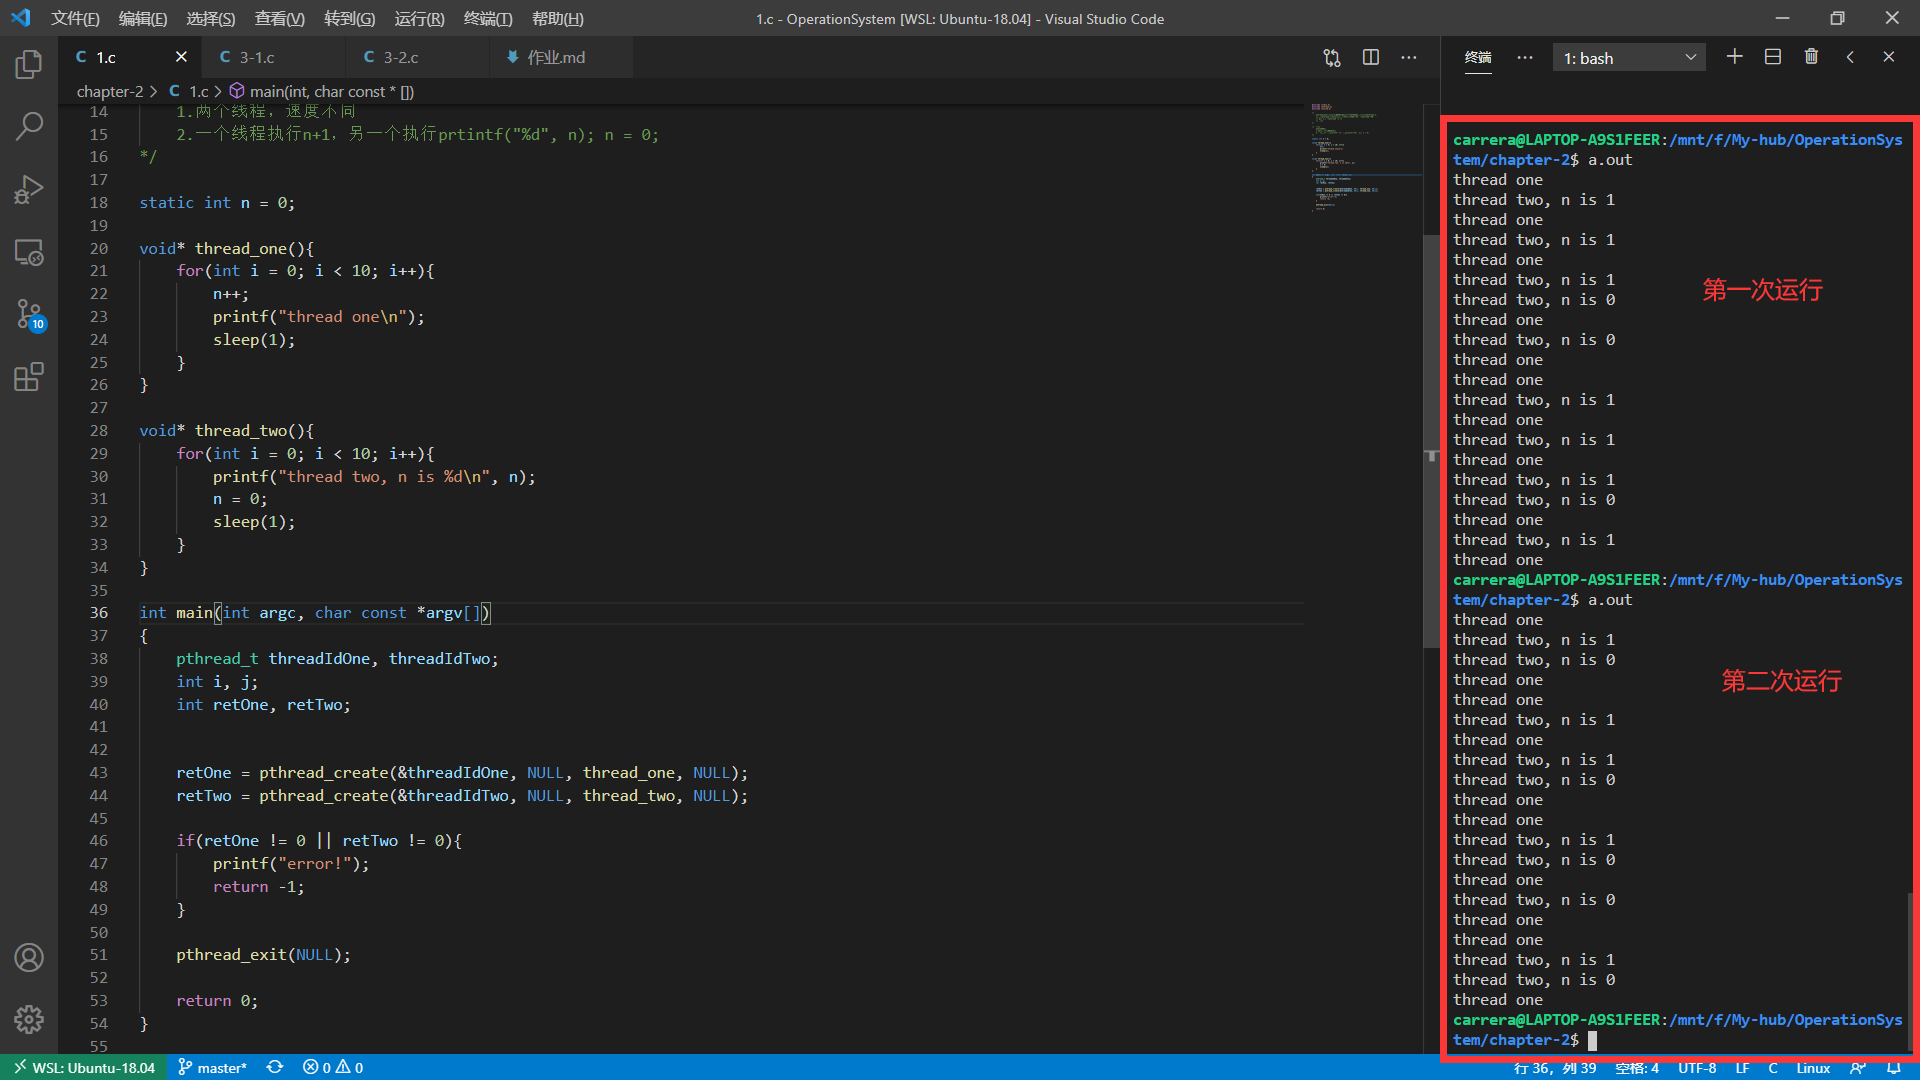 文件(F) 编辑(E) 选择(S) 查看(V) 转到(G) 运行(R) 终端(T) 帮助(H)
1.c - OperationSystem [WSL: Ubuntu-18.04] - Visual Studio Code
C 1.c
C 3-1.c
C 3-2.c
作业.md
chapter-2 > C 1.c > main(int, char const * [])
14 1.两个线程，速度不同
15 2.一个线程执行n+1，另一个执行prtintf("%d", n); n = 0;
16 */
17
18 static int n = 0;
19
20 void* thread_one(){
21 for(int i = 0; i < 10; i++){
22 n++;
23 printf("thread one\n");
24 sleep(1);
25 }
26 }
27
28 void* thread_two(){
29 for(int i = 0; i < 10; i++){
30 printf("thread two, n is %d\n", n);
31 n = 0;
32 sleep(1);
33 }
34 }
35
36 int main(int argc, char const *argv[])
37 {
38 pthread_t threadIdOne, threadIdTwo;
39 int i, j;
40 int retOne, retTwo;
41
42
43 retOne = pthread_create(&threadIdOne, NULL, thread_one, NULL);
44 retTwo = pthread_create(&threadIdTwo, NULL, thread_two, NULL);
45
46 if(retOne != 0 || retTwo != 0){
47 printf("error!");
48 return -1;
49 }
50
51 pthread_exit(NULL);
52
53 return 0;
54 }
55
终端 ··· 1: bash
carrera@LAPTOP-A9S1FEER:/mnt/f/My-hub/OperationSys
tem/chapter-2$ a.out
thread one
thread two, n is 1
thread one
thread two, n is 1
thread one
thread two, n is 1
第一次运行
thread two, n is 0
thread one
thread two, n is 0
thread one
thread one
thread two, n is 1
thread one
thread two, n is 1
thread one
thread two, n is 1
thread two, n is 0
thread one
thread two, n is 1
thread one
carrera@LAPTOP-A9S1FEER:/mnt/f/My-hub/OperationSys
tem/chapter-2$ a.out
thread one
thread two, n is 1
thread two, n is 0
thread one
第二次运行
thread one
thread two, n is 1
thread one
thread two, n is 1
thread two, n is 0
thread one
thread one
thread two, n is 1
thread two, n is 0
thread one
thread two, n is 0
thread one
thread one
thread two, n is 1
thread two, n is 0
thread one
carrera@LAPTOP-A9S1FEER:/mnt/f/My-hub/OperationSys
tem/chapter-2$
10
WSL: Ubuntu-18.04 master* 0 0 行 36，列 39 空格: 4 UTF-8 LF C Linux